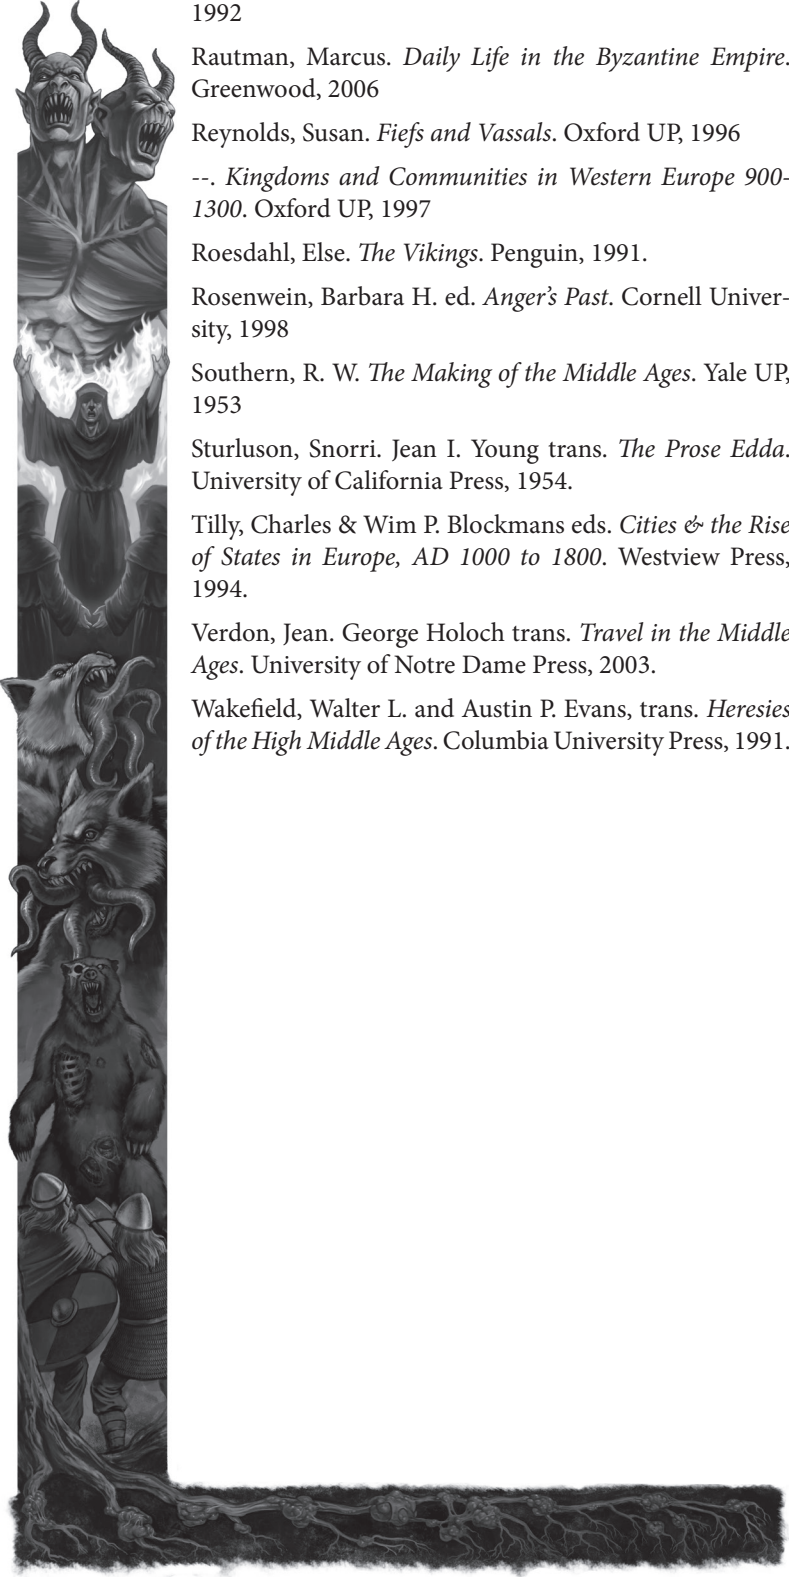 1992
Rautman, Marcus. Daily Life in the Byzantine Empire.
Greenwood, 2006
Reynolds, Susan. Fiefs and Vassals. Oxford UP, 1996
--. Kingdoms and Communities in Western Europe 900-
1300. Oxford UP, 1997
Roesdahl, Else. The Vikings. Penguin, 1991.
Rosenwein, Barbara H. ed. Anger’s Past. Cornell Univer-
sity, 1998
Southern, R. W. The Making of the Middle Ages. Yale UP,
1953
Sturluson, Snorri. Jean I. Young trans. The Prose Edda.
University of California Press, 1954.
Tilly, Charles & Wim P. Blockmans eds. Cities & the Rise
of States in Europe, AD 1000 to 1800. Westview Press,
1994.
Verdon, Jean. George Holoch trans. Travel in the Middle
Ages. University of Notre Dame Press, 2003.
Wakefield, Walter L. and Austin P. Evans, trans. Heresies
of the High Middle Ages. Columbia University Press, 1991.